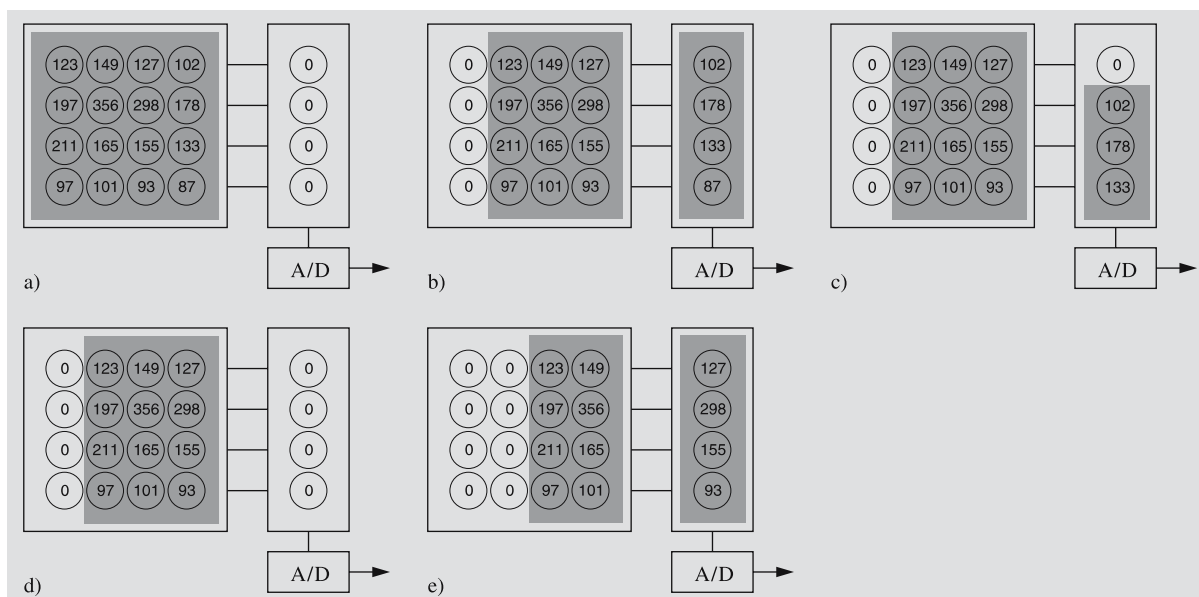 123 149 127 102 0
197 356 298 178 0
211 165 155 133 0
97 101 93 87 0
A/D
a)
0 123 149 127 102
0 197 356 298 178
0 211 165 155 133
0 97 101 93 87
A/D
b)
0 123 149 127 0
0 197 356 298 102
0 211 165 155 178
0 97 101 93 133
A/D
c)
0 123 149 127 0
0 197 356 298 0
0 211 165 155 0
0 97 101 93 0
A/D
d)
0 0 123 149 127
0 0 197 356 298
0 0 211 165 155
0 0 97 101 93
A/D
e)